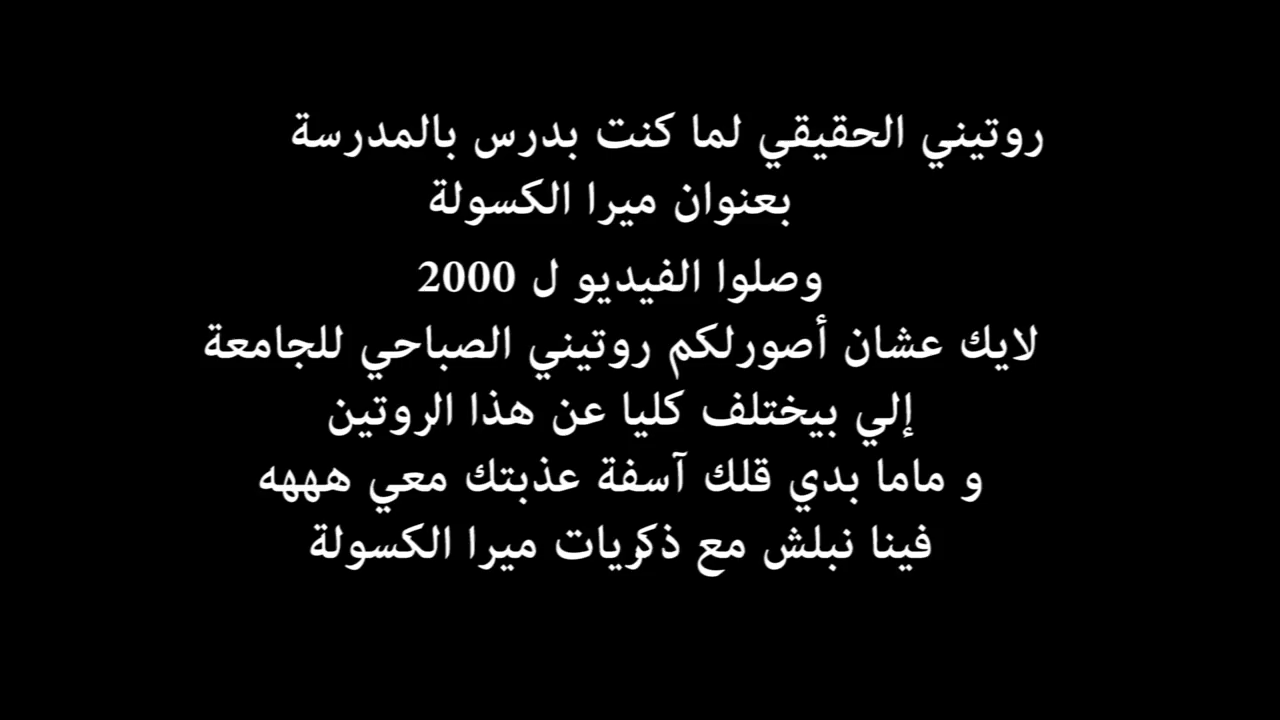 روتيني الحقيقي لما كنت بدرس بالمدرسة
بعنوان ميرا الكسولة
وصلوا الفيديو ل 2000
لايك عشان أصورلكم روتيني الصباحي للجامعة
إلي بيختلف كليا عن هذا الروتين
و ماما بدي قلك آسفة عذبتك معي هههه
فينا نبلش مع ذكريات ميرا الكسولة